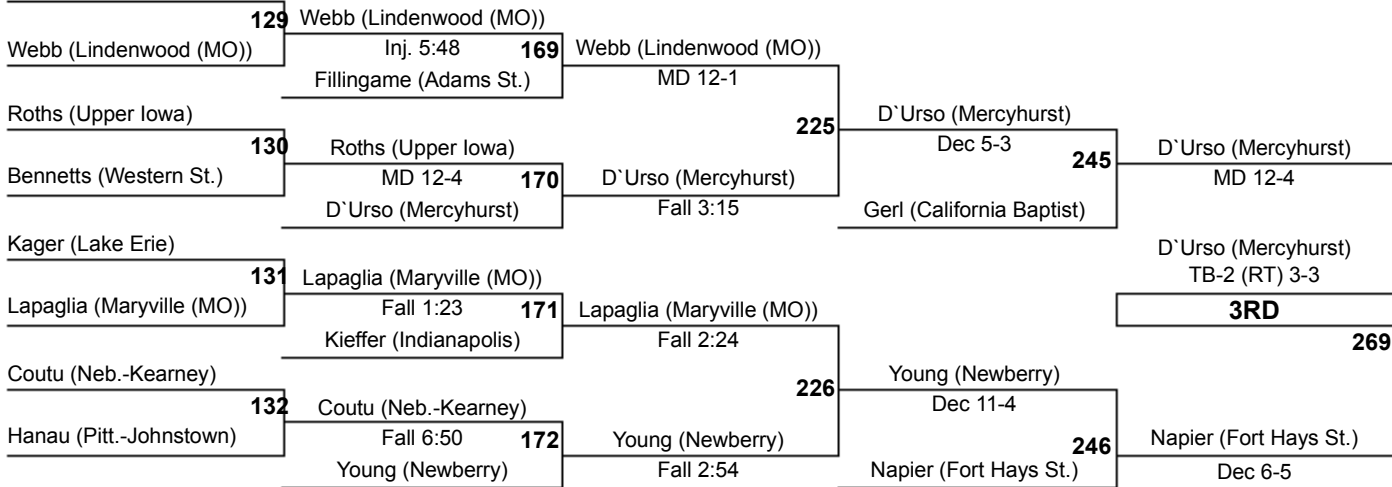 129
Webb (Lindenwood (MO))
Webb (Lindenwood (MO))
Inj. 5:48
169
Webb (Lindenwood (MO))
Fillingame (Adams St.)
MD 12-1
Roths (Upper Iowa)
225
D`Urso (Mercyhurst)
130
Roths (Upper Iowa)
Dec 5-3
245
D`Urso (Mercyhurst)
Bennetts (Western St.)
MD 12-4
170
D`Urso (Mercyhurst)
MD 12-4
D`Urso (Mercyhurst)
Fall 3:15
Gerl (California Baptist)
Kager (Lake Erie)
D`Urso (Mercyhurst)
131
Lapaglia (Maryville (MO))
TB-2 (RT) 3-3
Lapaglia (Maryville (MO))
Fall 1:23
171
Lapaglia (Maryville (MO))
3RD
Kieffer (Indianapolis)
Fall 2:24
269
Coutu (Neb.-Kearney)
226
Young (Newberry)
132
Coutu (Neb.-Kearney)
Dec 11-4
Hanau (Pitt.-Johnstown)
Fall 6:50
172
Young (Newberry)
246
Napier (Fort Hays St.)
Young (Newberry)
Fall 2:54
Napier (Fort Hays St.)
Dec 6-5